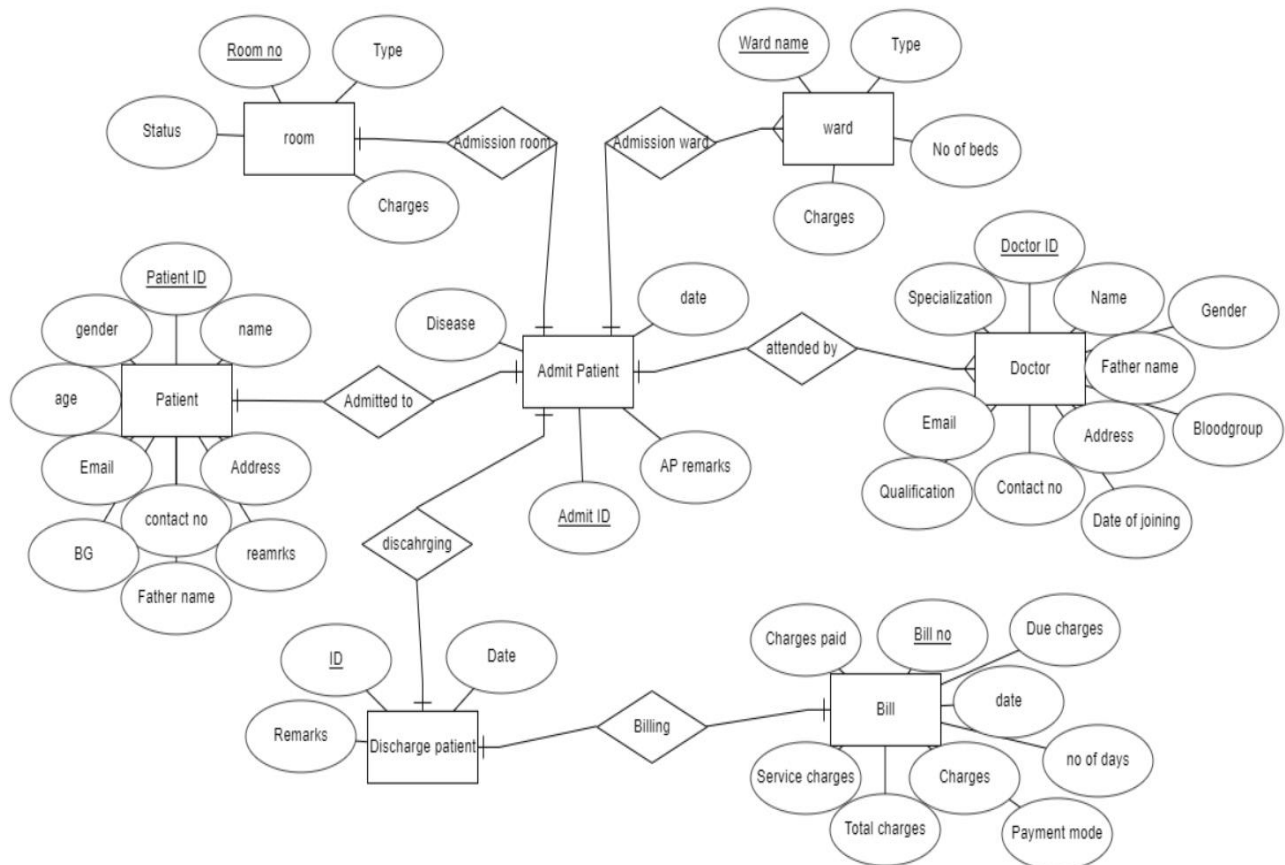 Room no
Type
Status
room
Charges
Admission room
Ward name
Type
Admission ward
ward
No of beds
Charges
Patient ID
gender
name
age
Patient
Email
Address
contact no
BG
reamrks
Father name
Admitted to
Disease
date
Admit Patient
AP remarks
Admit ID
attended by
Doctor ID
Specialization
Name
Gender
Doctor
Father name
Email
Address
Bloodgroup
Qualification
Contact no
Date of joining
discahrging
ID
Date
Remarks
Discharge patient
Billing
Charges paid
Bill no
Due charges
Bill
date
no of days
Service charges
Charges
Total charges
Payment mode